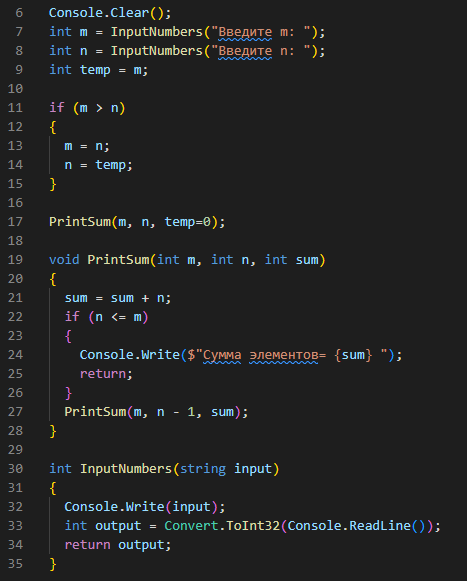 6 Console.Clear();
7 int m = InputNumbers("Введите m: ");
8 int n = InputNumbers("Введите n: ");
9 int temp = m;
10
11 if (m > n)
12 {
13   m = n;
14   n = temp;
15 }
16
17 PrintSum(m, n, temp=0);
18
19 void PrintSum(int m, int n, int sum)
20 {
21   sum = sum + n;
22   if (n <= m)
23   {
24     Console.Write($"Сумма элементов= {sum} ");
25     return;
26   }
27   PrintSum(m, n - 1, sum);
28 }
29
30 int InputNumbers(string input)
31 {
32   Console.Write(input);
33   int output = Convert.ToInt32(Console.ReadLine());
34   return output;
35 }